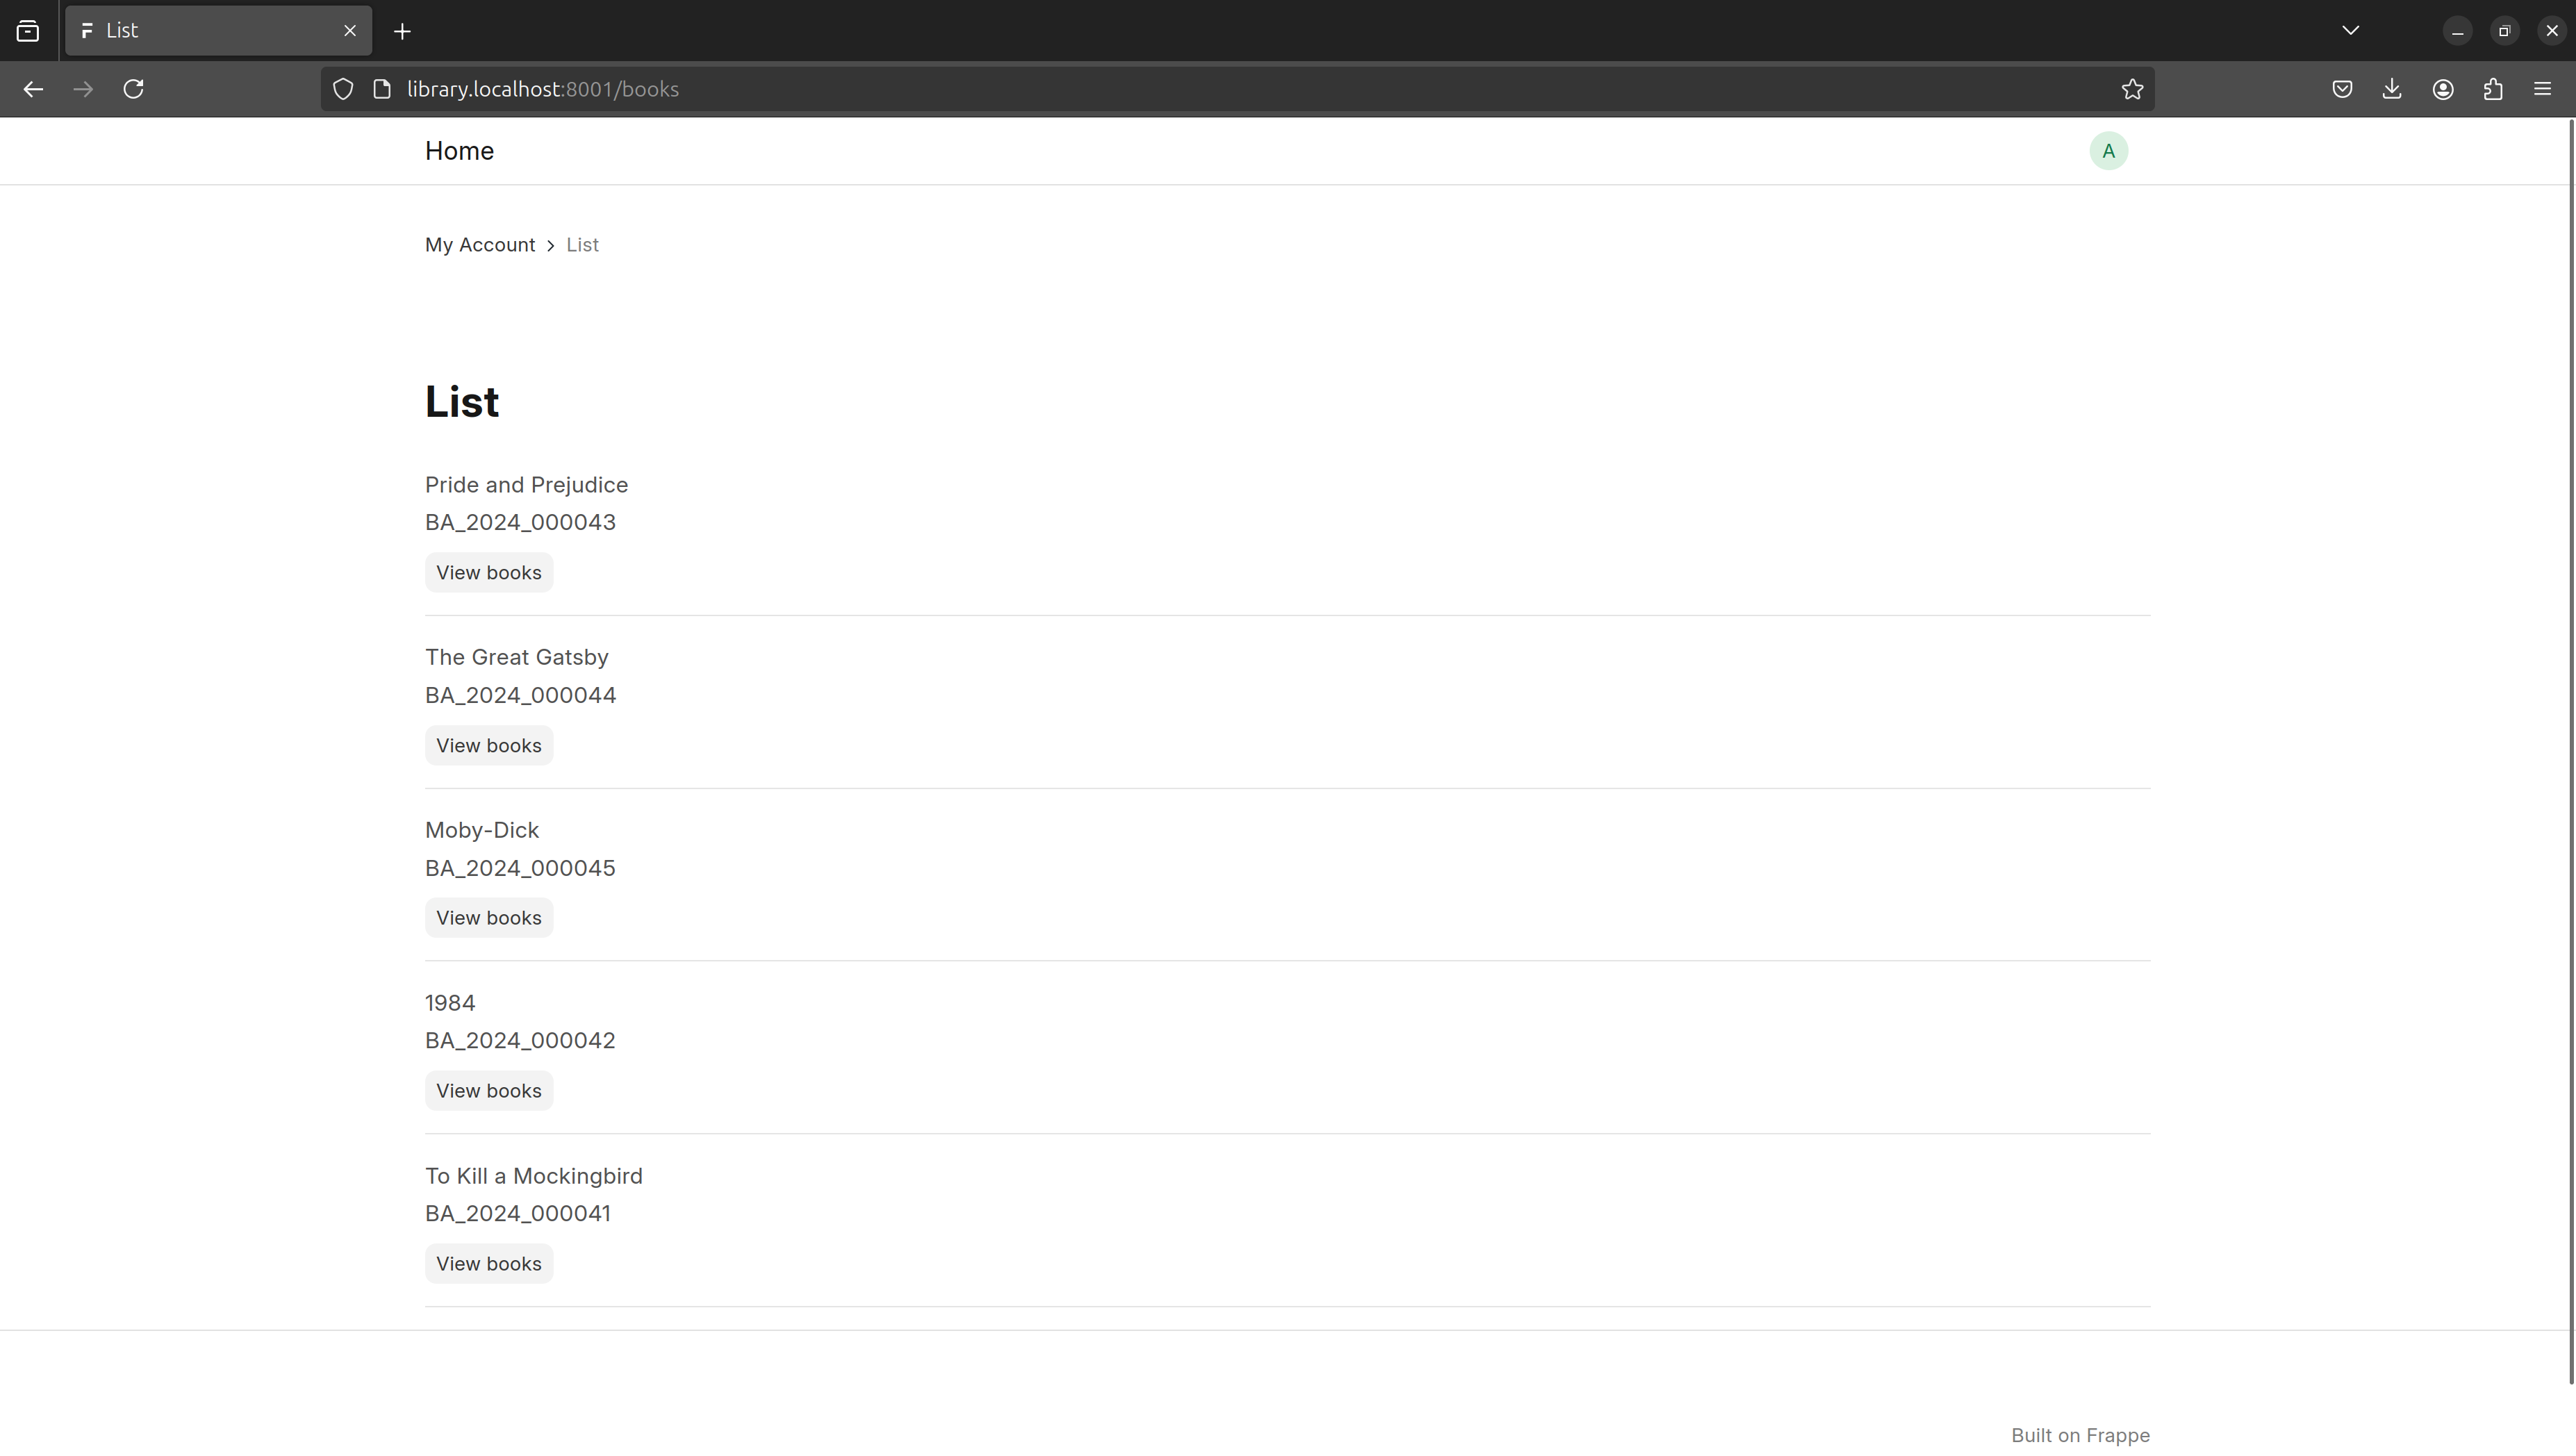 List
library.localhost:8001/books
Home
A
My Account > List
List
Pride and Prejudice
BA_2024_000043
View books
The Great Gatsby
BA_2024_000044
View books
Moby-Dick
BA_2024_000045
View books
1984
BA_2024_000042
View books
To Kill a Mockingbird
BA_2024_000041
View books
Built on Frappe